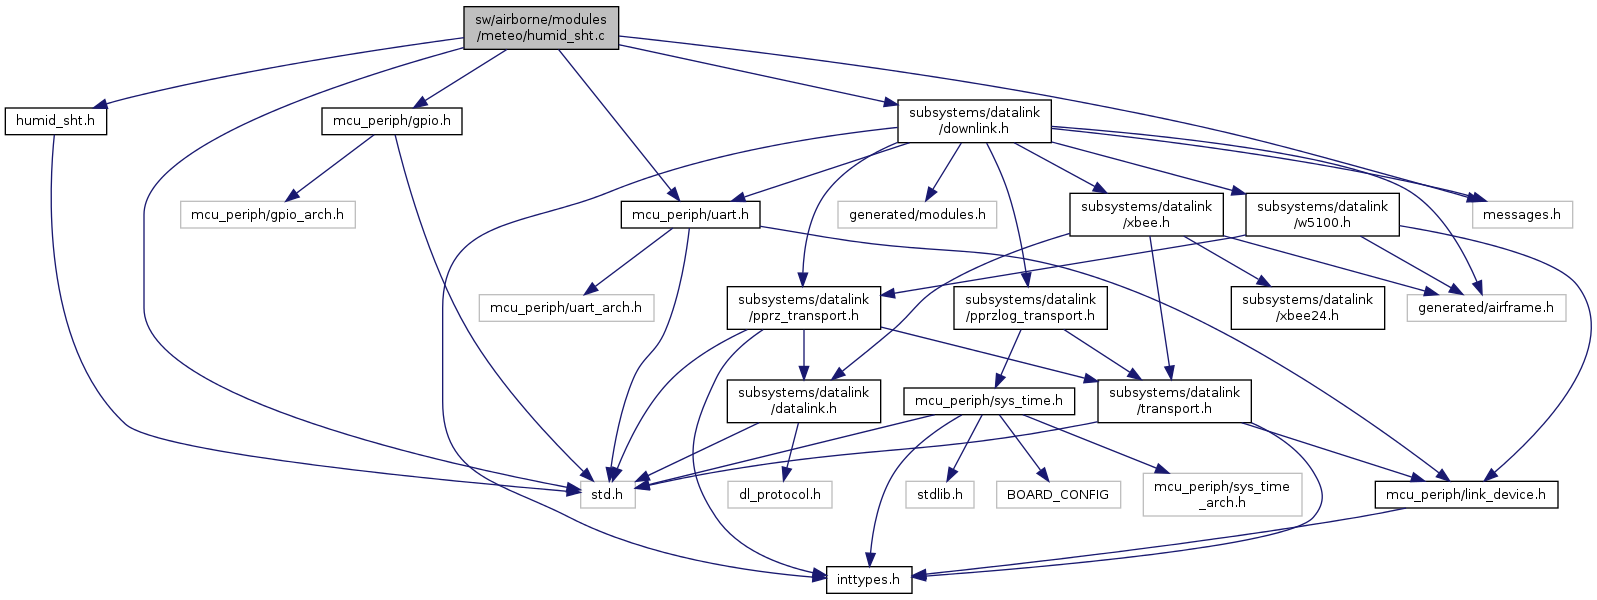 sw/airborne/modules
/meteo/humid_sht.c
humid_sht.h
mcu_periph/gpio.h
subsystems/datalink
/downlink.h
mcu_periph/gpio_arch.h
mcu_periph/uart.h
generated/modules.h
subsystems/datalink
/xbee.h
subsystems/datalink
/w5100.h
messages.h
mcu_periph/uart_arch.h
subsystems/datalink
/pprz_transport.h
subsystems/datalink
/pprzlog_transport.h
subsystems/datalink
/xbee24.h
generated/airframe.h
subsystems/datalink
/datalink.h
mcu_periph/sys_time.h
subsystems/datalink
/transport.h
std.h
dl_protocol.h
stdlib.h
BOARD_CONFIG
mcu_periph/sys_time
_arch.h
mcu_periph/link_device.h
inttypes.h